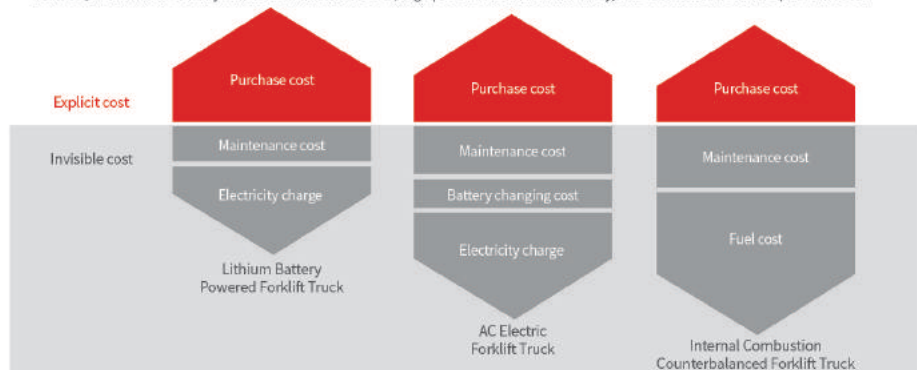 Purchase cost
Purchase cost
Purchase cost
Explicit cost
Invisible cost
Maintenance cost
Maintenance cost
Maintenance cost
Electricity charge
Battery changing cost
Electricity charge
Fuel cost
Lithium Battery
Powered Forklift Truck
AC Electric
Forklift Truck
Internal Combustion
Counterbalanced Forklift Truck